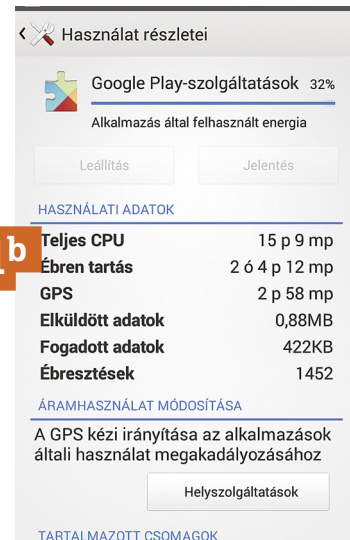 Használat részletei
Google Play-szolgáltatások 32%
Alkalmazás által felhasznált energia
Leállítás Jelentés
HASZNÁLATI ADATOK
b
Teljes CPU 15 p 9 mp
Ébren tartás 2 ó 4 p 12 mp
GPS 2 p 58 mp
Elküldött adatok 0,88MB
Fogadott adatok 422KB
Ébresztések 1452
ÁRAMHASZNÁLAT MÓDOSÍTÁSA
A GPS kézi irányítása az alkalmazások
általi használat megakadályozásához
Helyszolgáltatások
TARTALMAZOTT CSOMAGOK